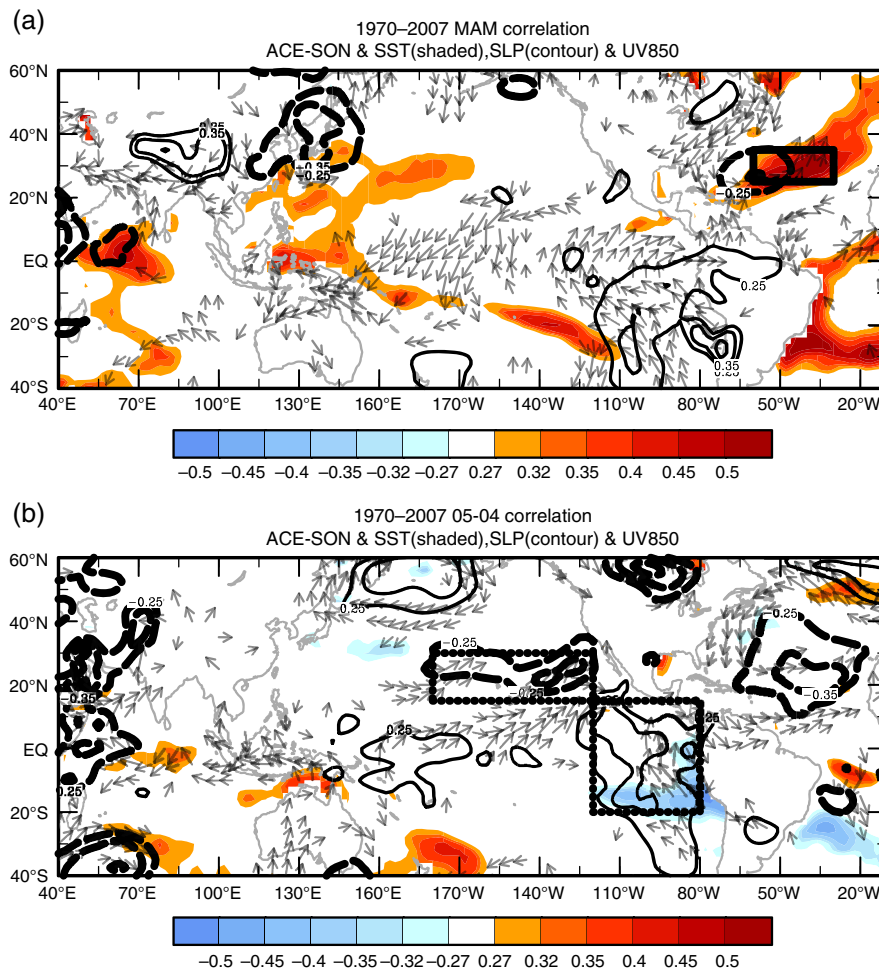 (a)
1970–2007 MAM correlation
ACE-SON & SST(shaded),SLP(contour) & UV850
60°N
40°N
20°N
EQ
20°S
40°S
0.35
−0.35
−0.25
−0.25
0.25
0.35
40°E 70°E 100°E 130°E 160°E 170°W 140°W 110°W 80°W 50°W 20°W
−0.5 −0.45 −0.4 −0.35 −0.32 −0.27 0.27 0.32 0.35 0.4 0.45 0.5
(b)
1970–2007 05-04 correlation
ACE-SON & SST(shaded),SLP(contour) & UV850
60°N
40°N
20°N
EQ
20°S
40°S
−0.25
0.25
−0.25
−0.25
−0.35
−0.25
−0.35
0.25
0.25
25
40°E 70°E 100°E 130°E 160°E 170°W 140°W 110°W 80°W 50°W 20°W
−0.5 −0.45 −0.4 −0.35 −0.32 −0.27 0.27 0.32 0.35 0.4 0.45 0.5